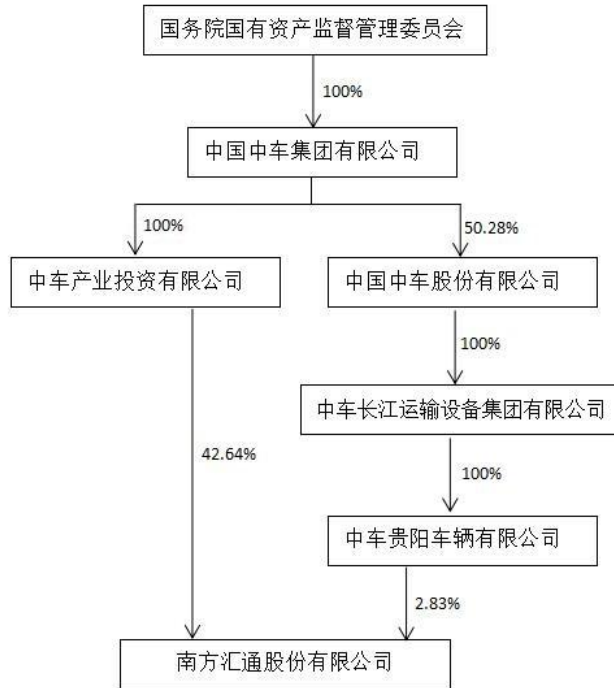 国务院国有资产监督管理委员会
100%
中国中车集团有限公司
100%
50.28%
中车产业投资有限公司
中国中车股份有限公司
100%
中车长江运输设备集团有限公司
42.64%
100%
中车贵阳车辆有限公司
2.83%
南方汇通股份有限公司